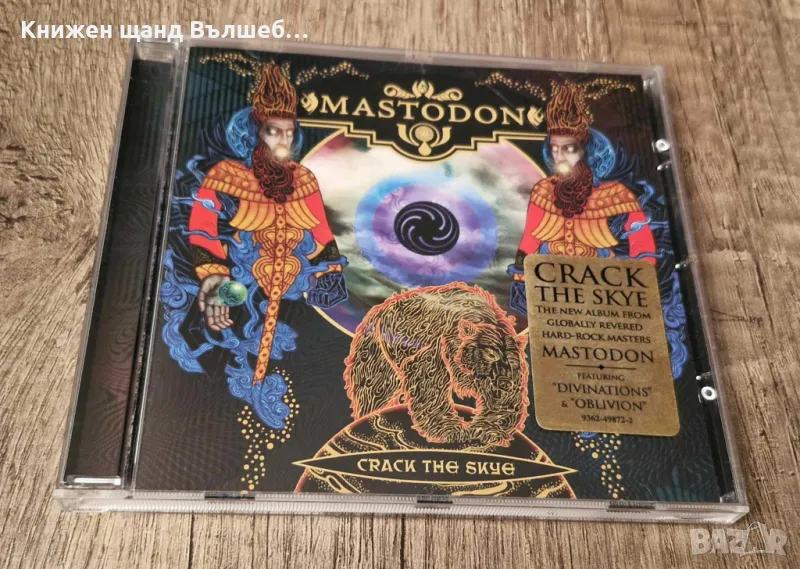 Книжен щанд Вълшеб...
MASTODON
CRACK
THE SKYE
THE NEW ALBUM FROM
GLOBALLY REVERED
HARD-ROCK MASTERS
MASTODON
FEATURING
"DIVINATIONS"
& "OBLIVION"
9362-49872-2
CRACK THE SKYE
BAZAR